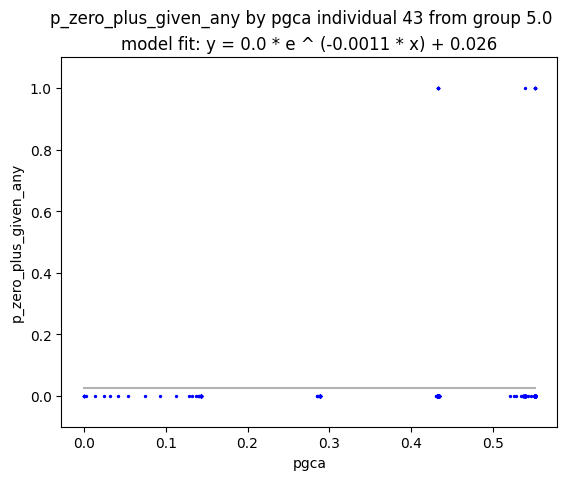 p_zero_plus_given_any by pgca individual 43 from group 5.0
model fit: y = 0.0 * e ^ (-0.0011 * x) + 0.026
1.0
0.8
0.6
0.4
0.2
0.0
p_zero_plus_given_any
0.0 0.1 0.2 0.3 0.4 0.5
pgca